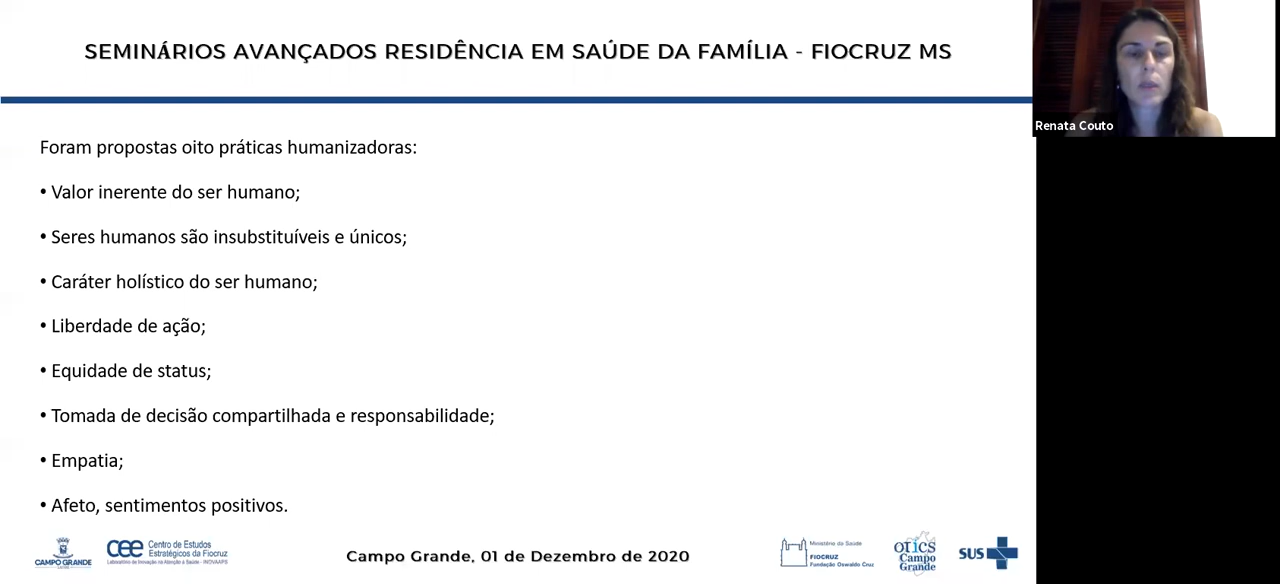 SEMINÁRIOS AVANÇADOS RESIDÊNCIA EM SAÚDE DA FAMÍLIA - FIOCRUZ MS
Renata Couto
Foram propostas oito práticas humanizadoras:
• Valor inerente do ser humano;
• Seres humanos são insubstituíveis e únicos;
• Caráter holístico do ser humano;
• Liberdade de ação;
• Equidade de status;
• Tomada de decisão compartilhada e responsabilidade;
• Empatia;
• Afeto, sentimentos positivos.
CAMPO GRANDE
cee
Centro de Estudos
Estratégicos da Fiocruz
Laboratório de Inovação na Atenção à Saúde - INOVAAPS
Campo Grande, 01 de Dezembro de 2020
Ministério da Saúde
FIOCRUZ
Fundação Oswaldo Cruz
OTICS
Campo
Grande
SUS